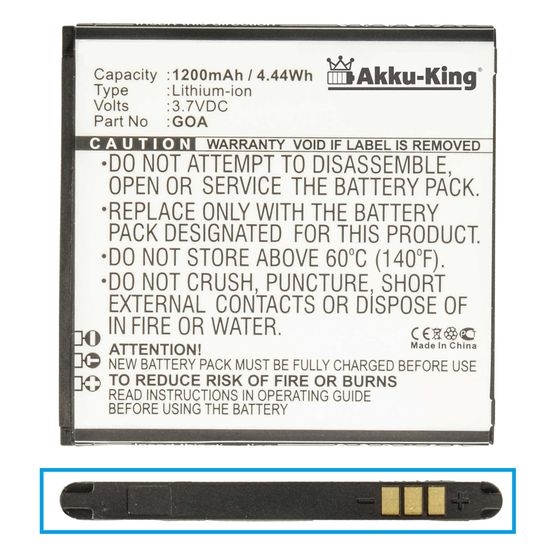 Capacity : 1200mAh / 4.44Wh
Type : Lithium-ion
Volts : 3.7VDC
Part No : GOA
Akku-King®
CAUTION WARRANTY VOID IF LABEL IS REMOVED
•DO NOT ATTEMPT TO DISASSEMBLE,
OPEN OR SERVICE THE BATTERY PACK.
•REPLACE ONLY WITH THE BATTERY
PACK DESIGNATED FOR THIS PRODUCT.
•DO NOT STORE ABOVE 60°C (140°F).
•DO NOT CRUSH, PUNCTURE, SHORT
EXTERNAL CONTACTS OR DISPOSE OF
IN FIRE OR WATER.
CE
Made In China
ATTENTION!
NEW BATTERY PACK MUST BE FULLY CHARGED BEFORE USE
TO REDUCE RISK OF FIRE OR BURNS
READ INSTRUCTIONS IN OPERATING GUIDE
BEFORE USING THE BATTERY
- +